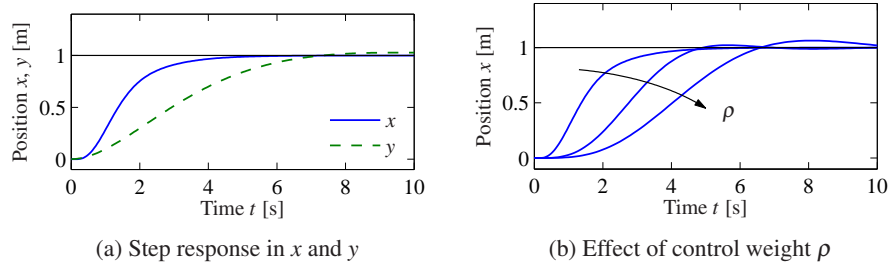 Position x, y [m]
1
0.5
0
0 2 4 6 8 10
Time t [s]
x
y
(a) Step response in x and y
Position x [m]
1
0.5
0
0 2 4 6 8 10
Time t [s]
ρ
(b) Effect of control weight ρ